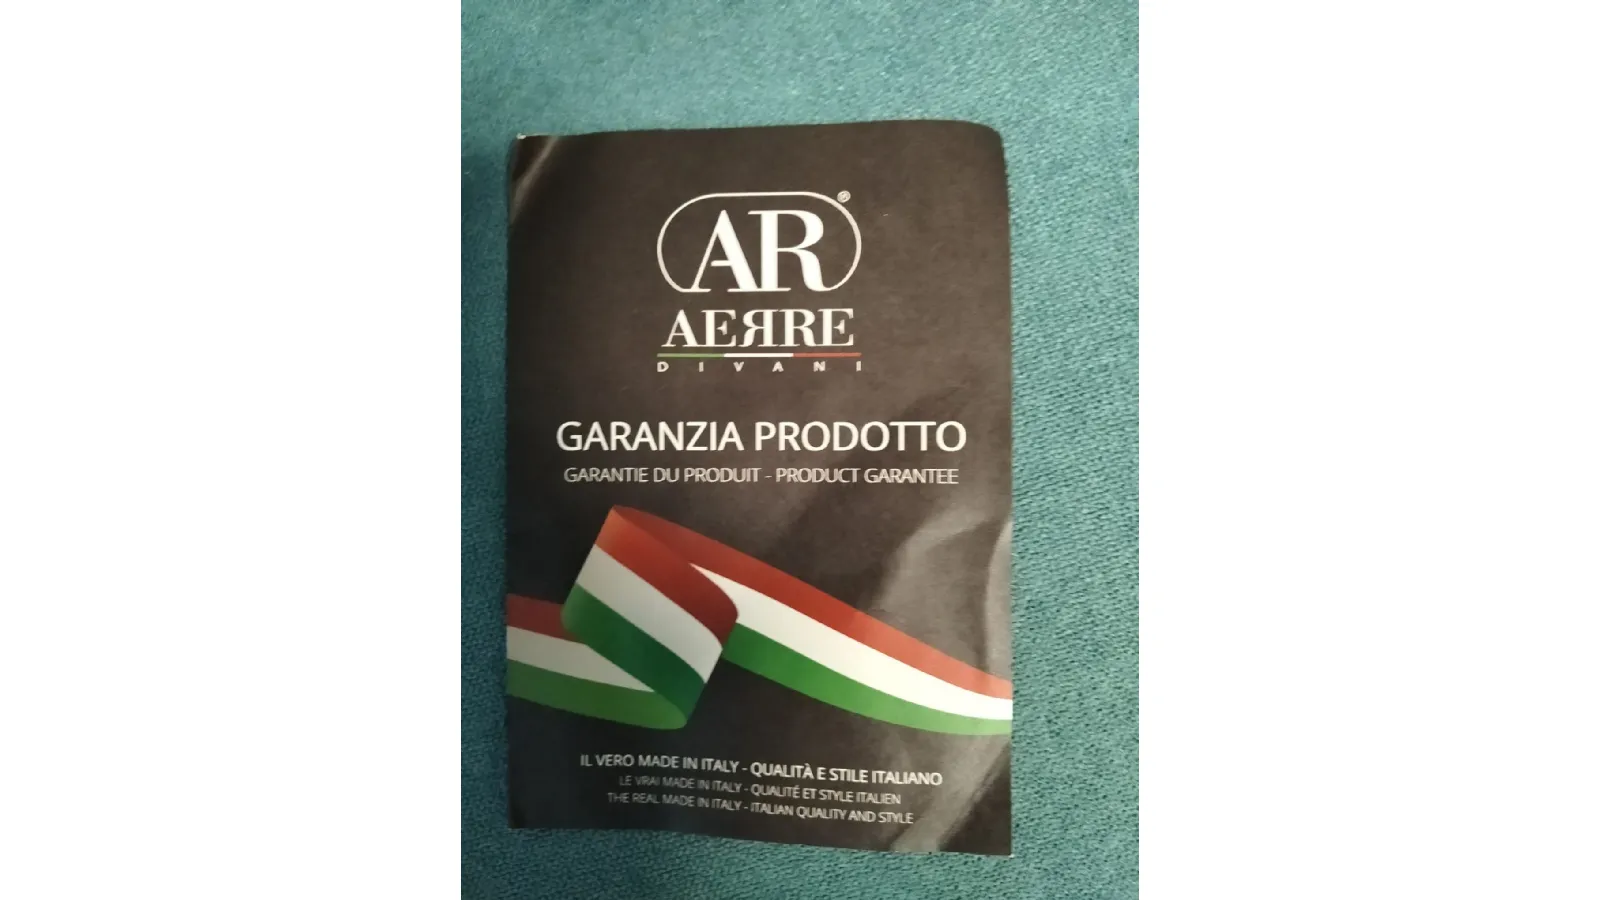 AR®
AERRE
DIVANI
GARANZIA PRODOTTO
GARANTIE DU PRODUIT - PRODUCT GARANTEE
IL VERO MADE IN ITALY - QUALITÀ E STILE ITALIANO
LE VRAI MADE IN ITALY - QUALITÉ ET STYLE ITALIEN
THE REAL MADE IN ITALY - ITALIAN QUALITY AND STYLE